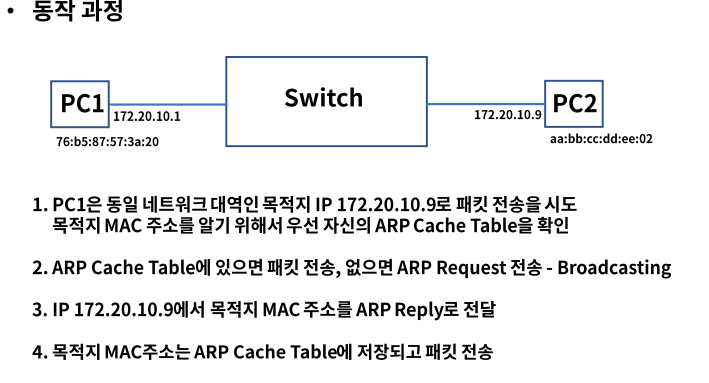 • 동작 과정
PC1
Switch
PC2
172.20.10.1
172.20.10.9
76:b5:87:57:3a:20
aa:bb:cc:dd:ee:02
1. PC1은 동일 네트워크 대역인 목적지 IP 172.20.10.9로 패킷 전송을 시도
목적지 MAC 주소를 알기 위해서 우선 자신의 ARP Cache Table을 확인
2. ARP Cache Table에 있으면 패킷 전송, 없으면 ARP Request 전송 - Broadcasting
3. IP 172.20.10.9에서 목적지 MAC 주소를 ARP Reply로 전달
4. 목적지 MAC주소는 ARP Cache Table에 저장되고 패킷 전송